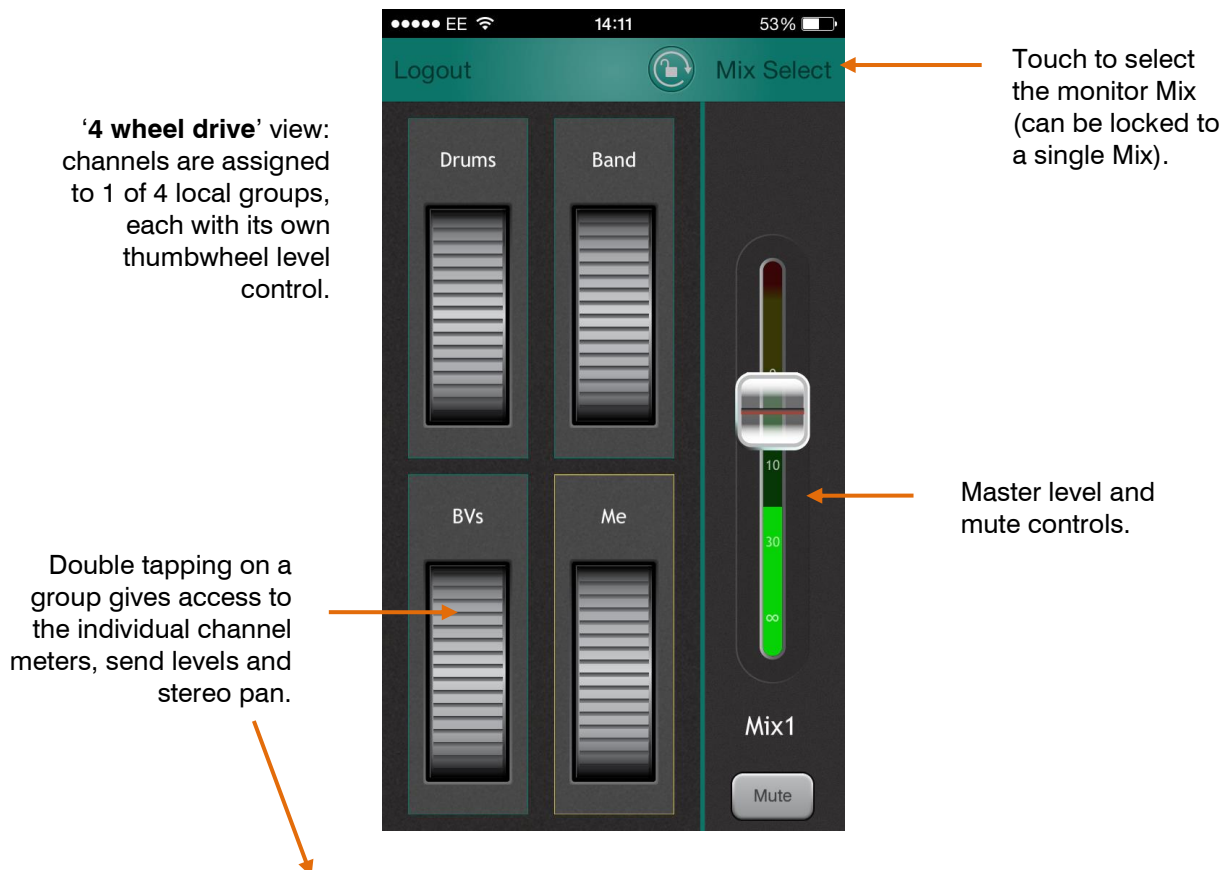 ●●●●● EE 14:11 53%
Logout Mix Select
Touch to select
the monitor Mix
(can be locked to
a single Mix).
‘4 wheel drive’ view:
channels are assigned
to 1 of 4 local groups,
each with its own
thumbwheel level
control.
Drums Band
10
30
∞
Master level and
mute controls.
BVs Me
Double tapping on a
group gives access to
the individual channel
meters, send levels and
stereo pan.
Mix1
Mute